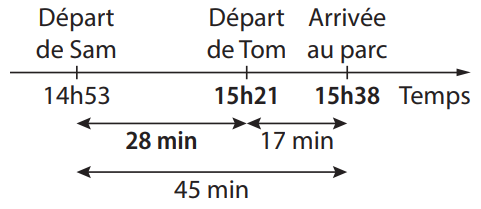 Départ
de Sam
Départ
de Tom
Arrivée
au parc
14h53
15h21
15h38
Temps
28 min
17 min
45 min